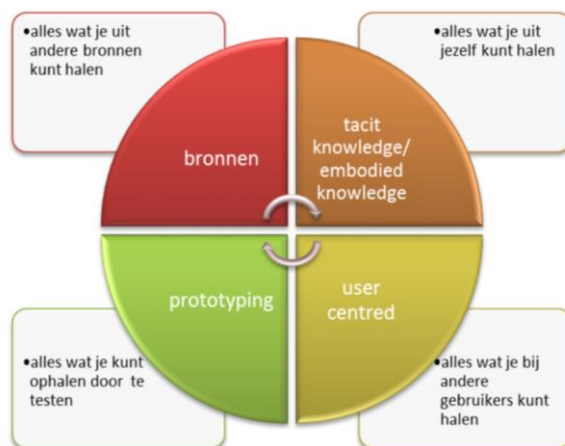 •alles wat je uit
andere bronnen
kunt halen
•alles wat je uit
jezelf kunt halen
bronnen
tacit
knowledge/
embodied
knowledge
prototyping
user
centred
•alles wat je kunt
ophalen door te
testen
•alles wat je bij
andere
gebruikers kunt
halen